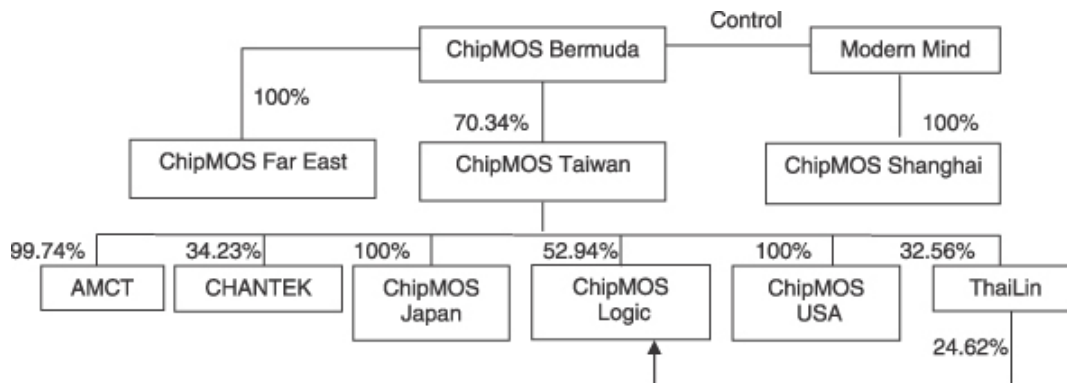 Control
ChipMOS Bermuda
Modern Mind
100%
70.34%
100%
ChipMOS Far East
ChipMOS Taiwan
ChipMOS Shanghai
99.74%
34.23%
100%
52.94%
100%
32.56%
AMCT
CHANTEK
ChipMOS
Japan
ChipMOS
Logic
ChipMOS
USA
ThaiLin
24.62%